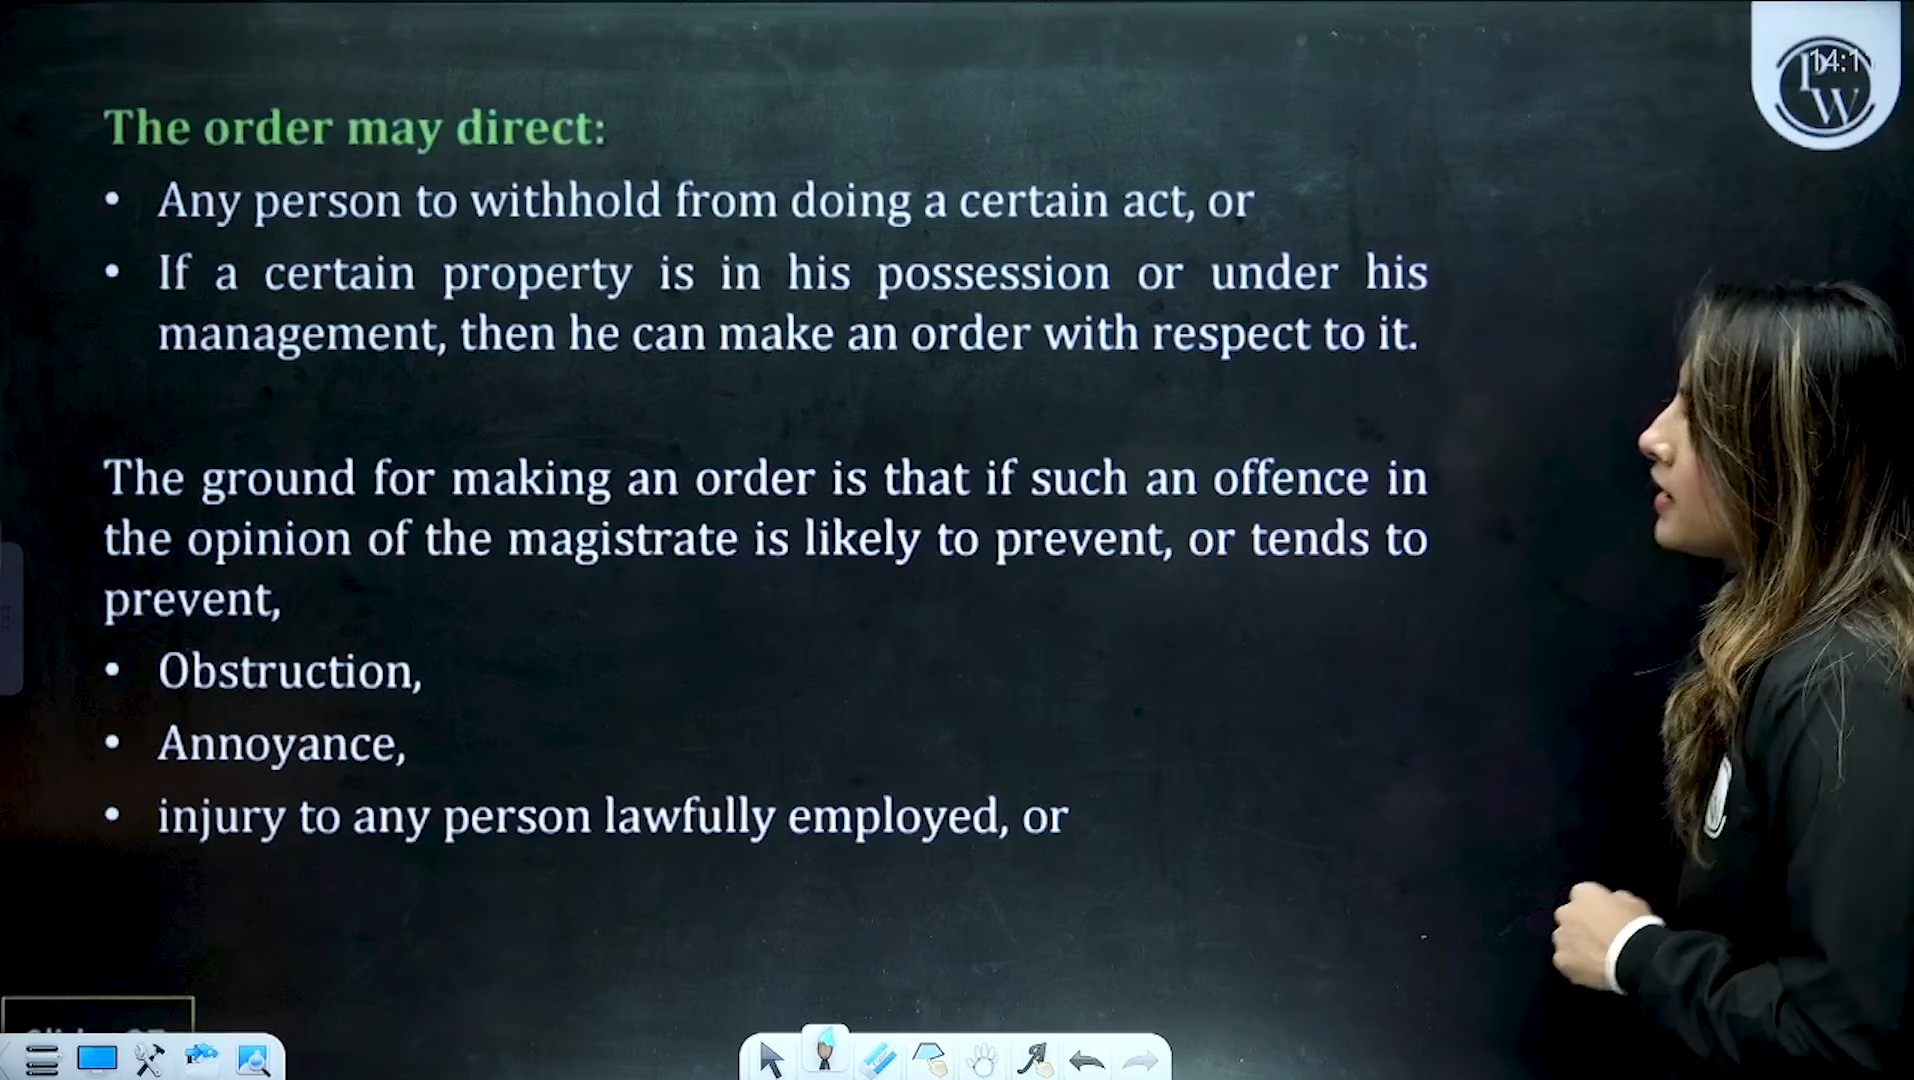 14:1
PW
The order may direct:
• Any person to withhold from doing a certain act, or
• If a certain property is in his possession or under his
management, then he can make an order with respect to it.
The ground for making an order is that if such an offence in
the opinion of the magistrate is likely to prevent, or tends to
prevent,
• Obstruction,
• Annoyance,
• injury to any person lawfully employed, or